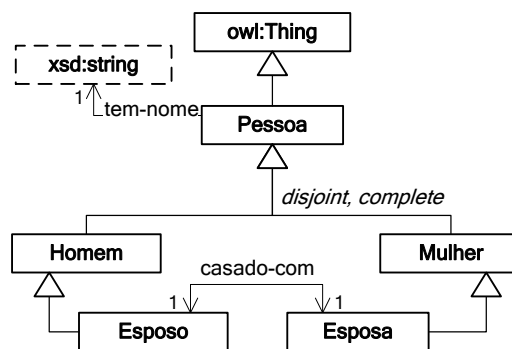 owl:Thing
xsd:string
1
tem-nome
Pessoa
disjoint, complete
Homem
Mulher
casado-com
1
1
Esposo
Esposa